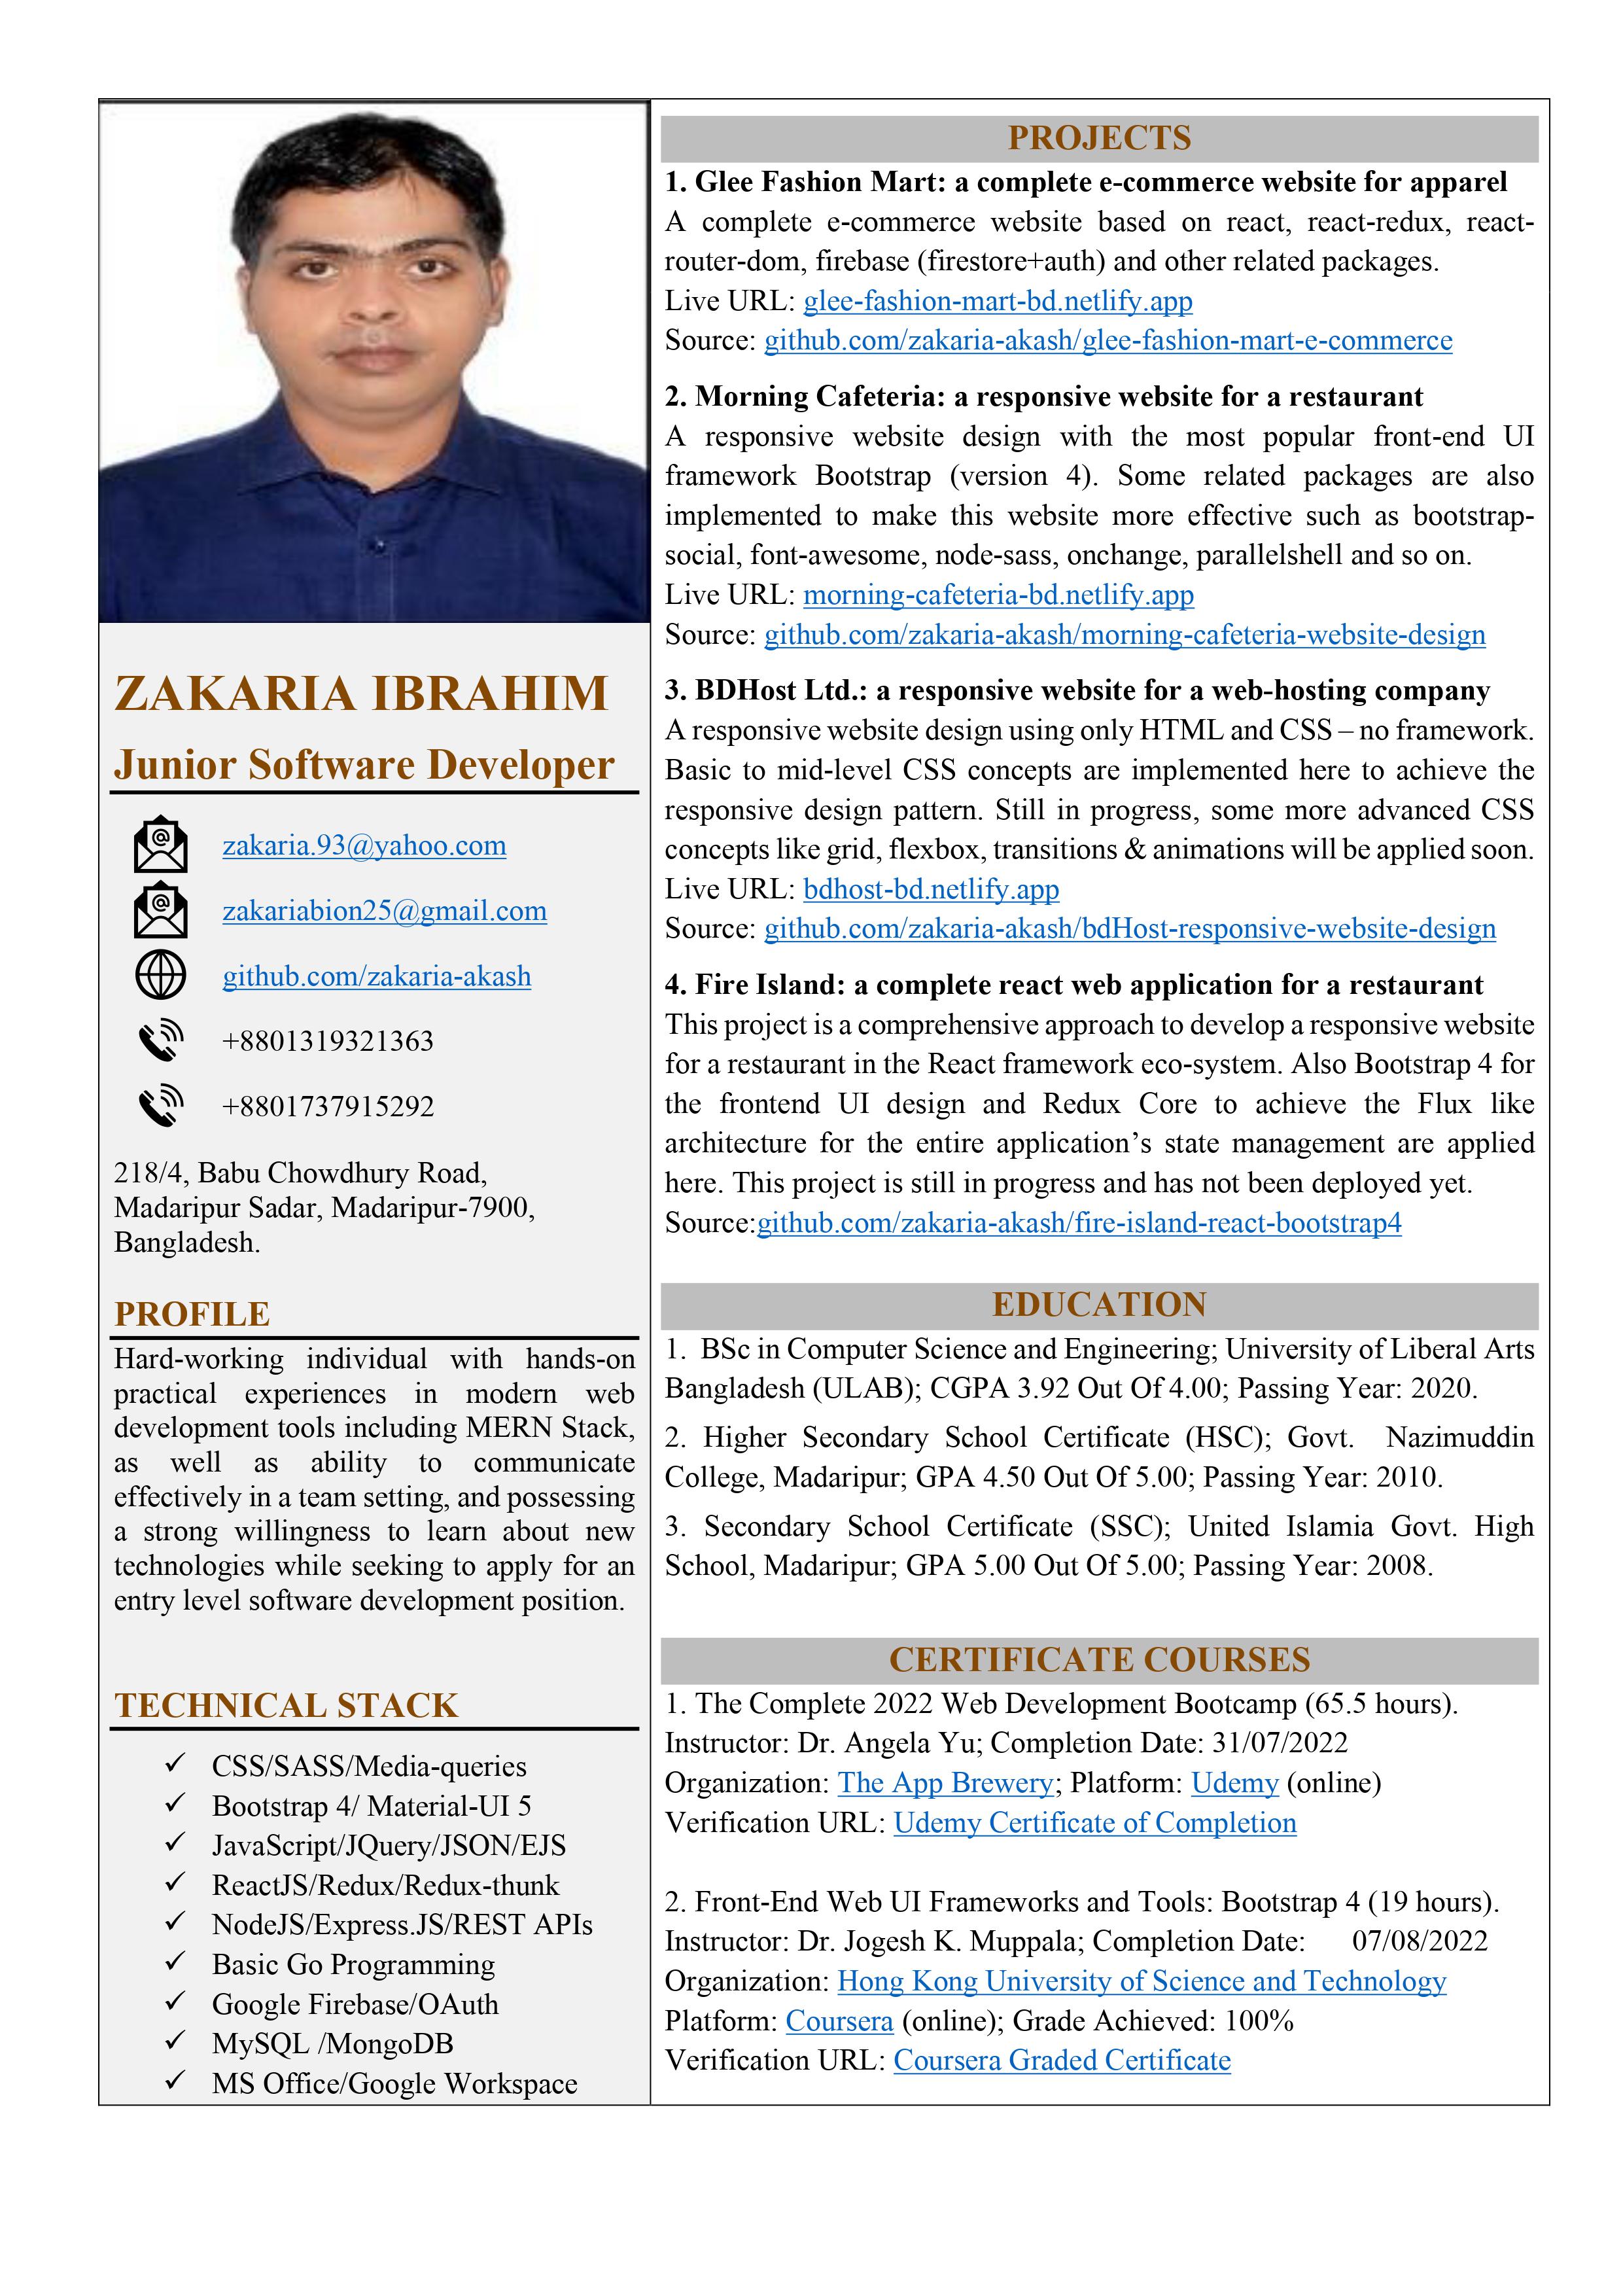 ZAKARIA IBRAHIM
Junior Software Developer
zakaria.93@yahoo.com
zakariabion25@gmail.com
github.com/zakaria-akash
+8801319321363
+8801737915292
218/4, Babu Chowdhury Road,
Madaripur Sadar, Madaripur-7900,
Bangladesh.
PROFILE
Hard-working individual with hands-on
practical experiences in modern web
development tools including MERN Stack,
as well as ability to communicate
effectively in a team setting, and possessing
a strong willingness to learn about new
technologies while seeking to apply for an
entry level software development position.
TECHNICAL STACK
✓ CSS/SASS/Media-queries
✓ Bootstrap 4/ Material-UI 5
✓ JavaScript/JQuery/JSON/EJS
✓ ReactJS/Redux/Redux-thunk
✓ NodeJS/Express.JS/REST APIs
✓ Basic Go Programming
✓ Google Firebase/OAuth
✓ MySQL /MongoDB
✓ MS Office/Google Workspace
PROJECTS
1. Glee Fashion Mart: a complete e-commerce website for apparel
A complete e-commerce website based on react, react-redux, react-
router-dom, firebase (firestore+auth) and other related packages.
Live URL: glee-fashion-mart-bd.netlify.app
Source: github.com/zakaria-akash/glee-fashion-mart-e-commerce
2. Morning Cafeteria: a responsive website for a restaurant
A responsive website design with the most popular front-end UI
framework Bootstrap (version 4). Some related packages are also
implemented to make this website more effective such as bootstrap-
social, font-awesome, node-sass, onchange, parallelshell and so on.
Live URL: morning-cafeteria-bd.netlify.app
Source: github.com/zakaria-akash/morning-cafeteria-website-design
3. BDHost Ltd.: a responsive website for a web-hosting company
A responsive website design using only HTML and CSS – no framework.
Basic to mid-level CSS concepts are implemented here to achieve the
responsive design pattern. Still in progress, some more advanced CSS
concepts like grid, flexbox, transitions & animations will be applied soon.
Live URL: bdhost-bd.netlify.app
Source: github.com/zakaria-akash/bdHost-responsive-website-design
4. Fire Island: a complete react web application for a restaurant
This project is a comprehensive approach to develop a responsive website
for a restaurant in the React framework eco-system. Also Bootstrap 4 for
the frontend UI design and Redux Core to achieve the Flux like
architecture for the entire application’s state management are applied
here. This project is still in progress and has not been deployed yet.
Source:github.com/zakaria-akash/fire-island-react-bootstrap4
EDUCATION
1. BSc in Computer Science and Engineering; University of Liberal Arts
Bangladesh (ULAB); CGPA 3.92 Out Of 4.00; Passing Year: 2020.
2. Higher Secondary School Certificate (HSC); Govt. Nazimuddin
College, Madaripur; GPA 4.50 Out Of 5.00; Passing Year: 2010.
3. Secondary School Certificate (SSC); United Islamia Govt. High
School, Madaripur; GPA 5.00 Out Of 5.00; Passing Year: 2008.
CERTIFICATE COURSES
1. The Complete 2022 Web Development Bootcamp (65.5 hours).
Instructor: Dr. Angela Yu; Completion Date: 31/07/2022
Organization: The App Brewery; Platform: Udemy (online)
Verification URL: Udemy Certificate of Completion
2. Front-End Web UI Frameworks and Tools: Bootstrap 4 (19 hours).
Instructor: Dr. Jogesh K. Muppala; Completion Date: 07/08/2022
Organization: Hong Kong University of Science and Technology
Platform: Coursera (online); Grade Achieved: 100%
Verification URL: Coursera Graded Certificate